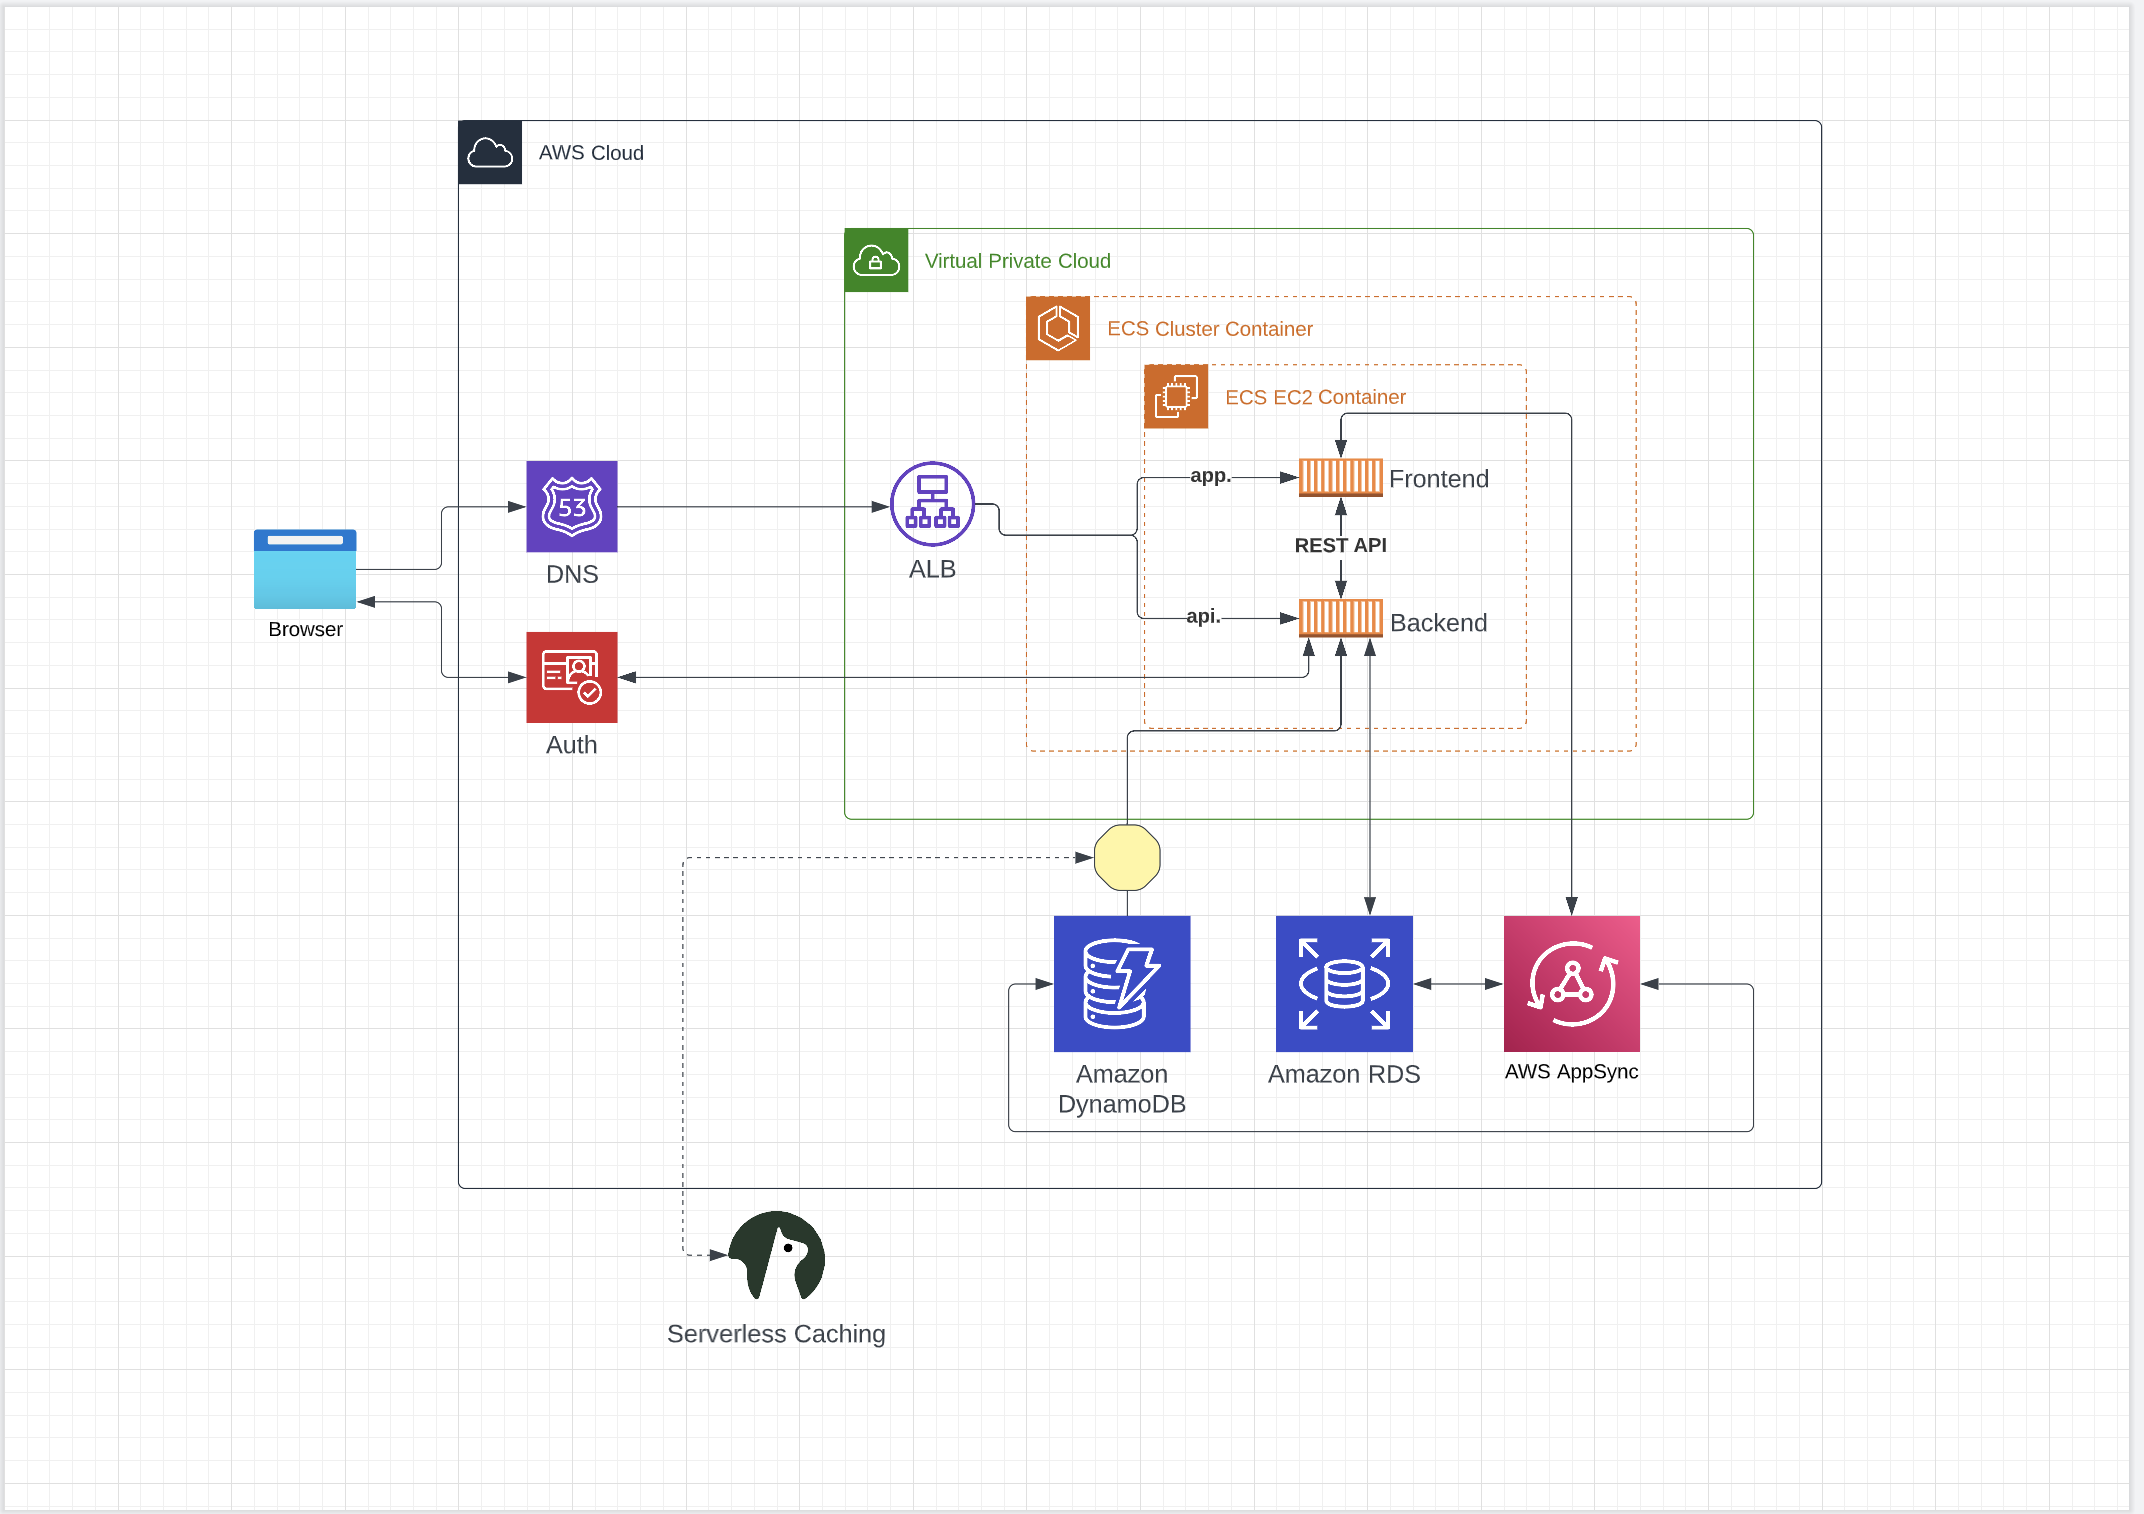 AWS Cloud
Virtual Private Cloud
ECS Cluster Container
ECS EC2 Container
app.
Frontend
53
DNS
ALB
REST API
Browser
api.
Backend
Auth
Amazon
DynamoDB
Amazon RDS
AWS AppSync
Serverless Caching